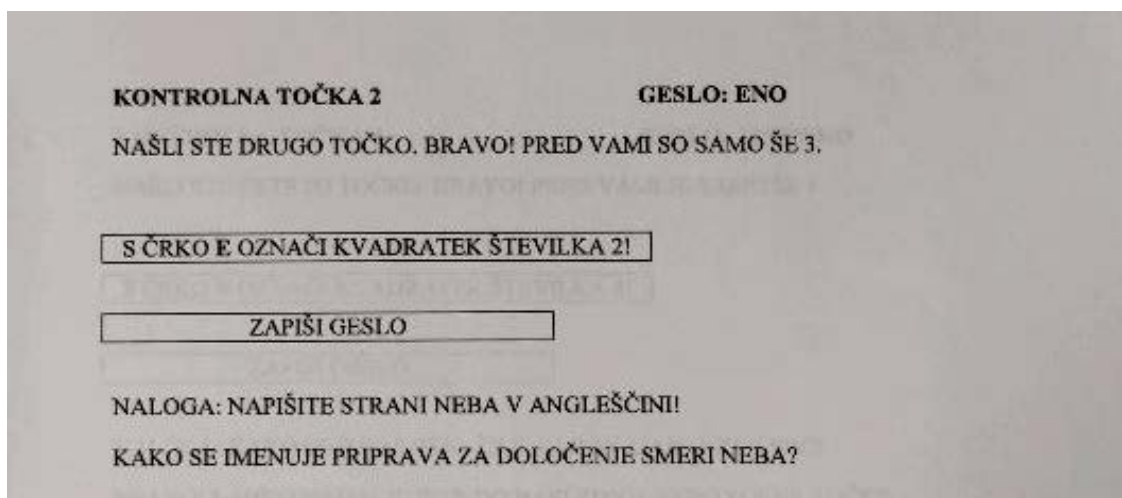 KONTROLNA TOČKA 2 GESLO: ENO
NAŠLI STE DRUGO TOČKO. BRAVO! PRED VAMI SO SAMO ŠE 3.
S ČRKO E OZNAČI KVADRATEK ŠTEVILKA 2!
ZAPIŠI GESLO
NALOGA: NAPIŠITE STRANI NEBA V ANGLEŠČINI!
KAKO SE IMENUJE PRIPRAVA ZA DOLOČENJE SMERI NEBA?